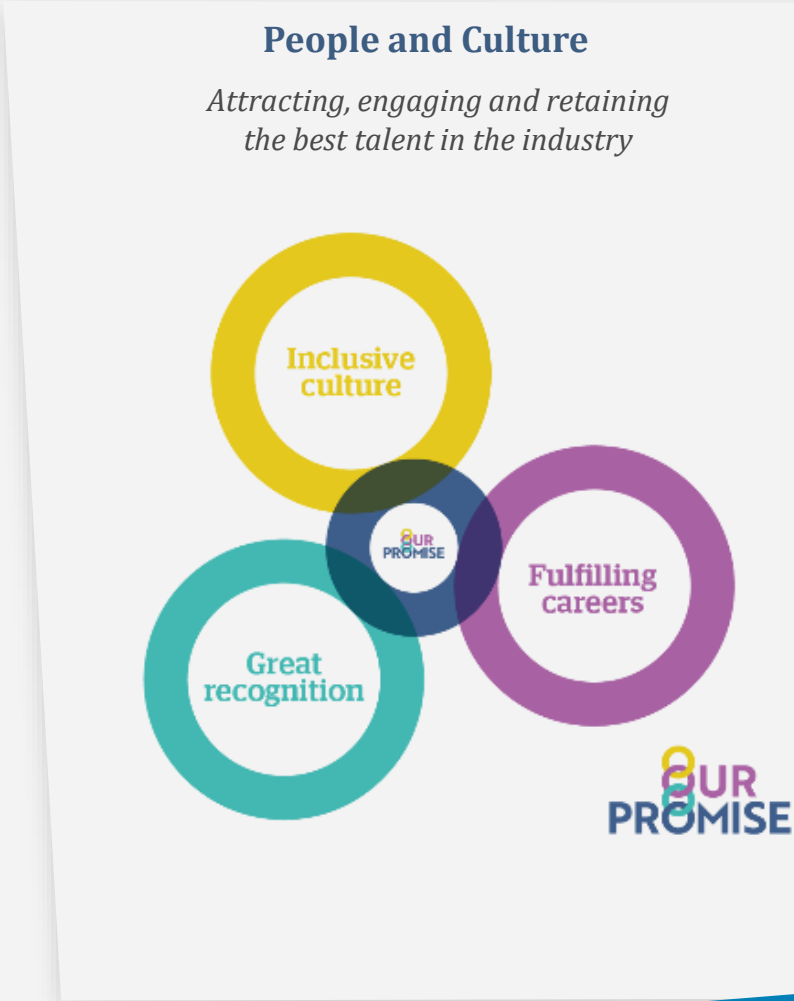 People and Culture
Attracting, engaging and retaining
the best talent in the industry
Inclusive
culture
OUR
PROMISE
Fulfilling
careers
Great
recognition
OUR
PROMISE